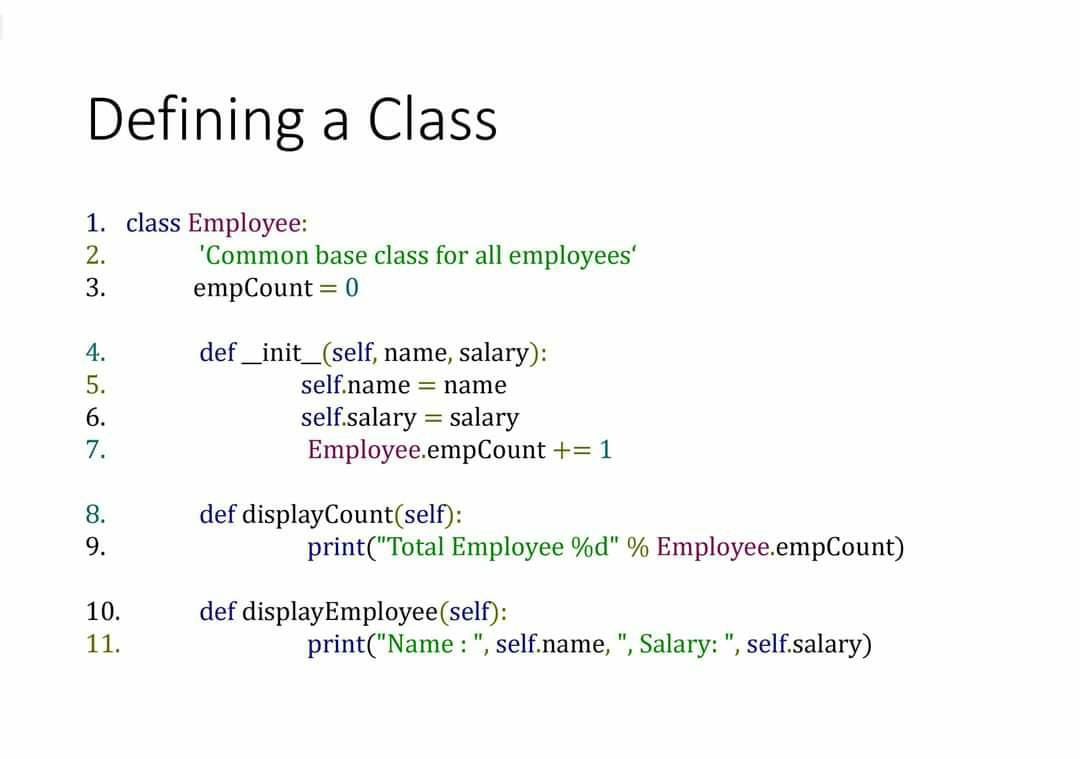 Defining a Class
1. class Employee:
2. 'Common base class for all employees‘
3. empCount = 0
4. def __init__(self, name, salary):
5. self.name = name
6. self.salary = salary
7. Employee.empCount += 1
8. def displayCount(self):
9. print("Total Employee %d" % Employee.empCount)
10. def displayEmployee(self):
11. print("Name : ", self.name, ", Salary: ", self.salary)